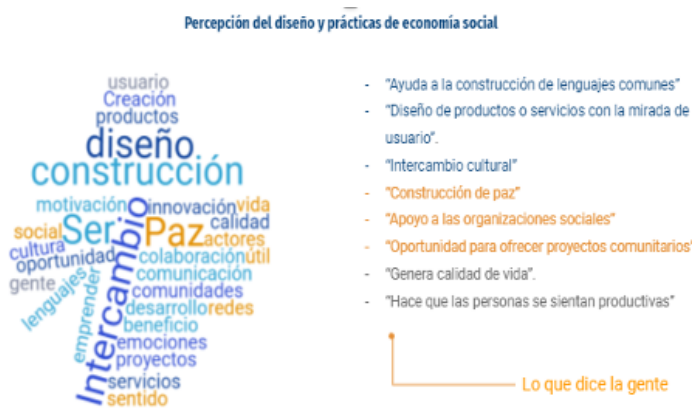 Percepción del diseño y prácticas de economía social
usuario
Creación
productos
diseño
construcción
motivación
innovación
vida
social
Ser
Intercambio
Paz
calidad
actores
cultura
oportunidad
colaboración
útil
gente
comunicación
lenguajes
emprender
comunidades
desarrollo
redes
beneficio
emociones
proyectos
servicios
sentido
- "Ayuda a la construcción de lenguajes comunes"
- "Diseño de productos o servicios con la mirada de
usuario".
- "Intercambio cultural"
- "Construcción de paz"
- "Apoyo a las organizaciones sociales"
- "Oportunidad para ofrecer proyectos comunitarios"
- "Genera calidad de vida".
- "Hace que las personas se sientan productivas"
Lo que dice la gente